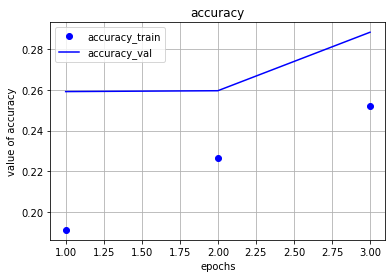 accuracy
accuracy_train
accuracy_val
value of accuracy
0.28
0.26
0.24
0.22
0.20
1.00 1.25 1.50 1.75 2.00 2.25 2.50 2.75 3.00
epochs